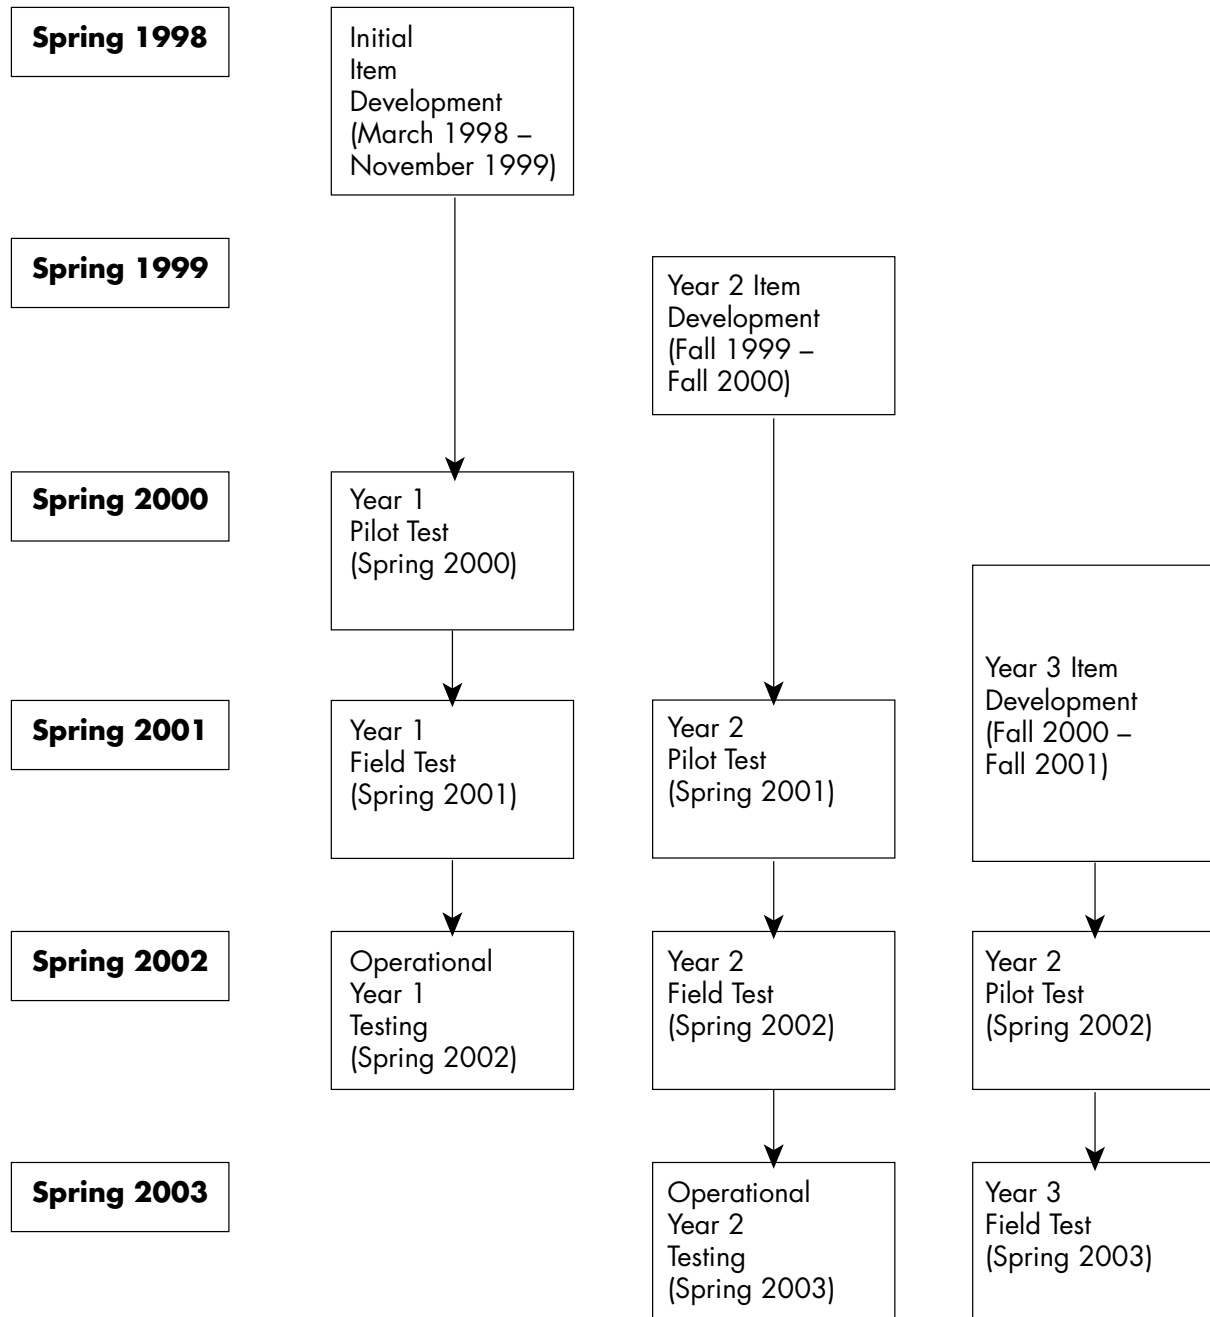 Spring 1998
Initial
Item
Development
(March 1998 –
November 1999)
Spring 1999
Year 2 Item
Development
(Fall 1999 –
Fall 2000)
Spring 2000
Year 1
Pilot Test
(Spring 2000)
Year 3 Item
Development
(Fall 2000 –
Fall 2001)
Spring 2001
Year 1
Field Test
(Spring 2001)
Year 2
Pilot Test
(Spring 2001)
Spring 2002
Operational
Year 1
Testing
(Spring 2002)
Year 2
Field Test
(Spring 2002)
Year 2
Pilot Test
(Spring 2002)
Spring 2003
Operational
Year 2
Testing
(Spring 2003)
Year 3
Field Test
(Spring 2003)